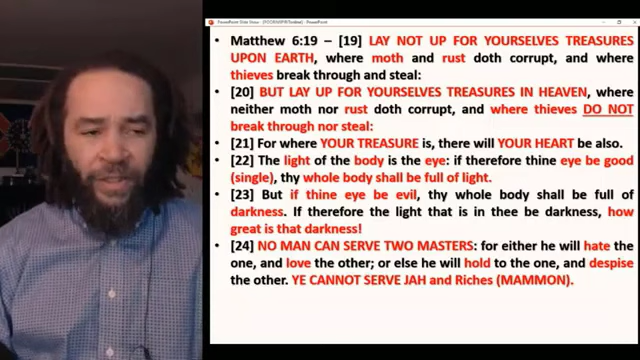 PowerPoint Slide Show - [YOORAMPIR'Sonline] - PowerPoint
• Matthew 6:19 – [19] LAY NOT UP FOR YOURSELVES TREASURES
UPON EARTH, where moth and rust doth corrupt, and where
thieves break through and steal:
• [20] BUT LAY UP FOR YOURSELVES TREASURES IN HEAVEN, where
neither moth nor rust doth corrupt, and where thieves DO NOT
break through nor steal:
• [21] For where YOUR TREASURE is, there will YOUR HEART be also.
• [22] The light of the body is the eye: if therefore thine eye be good
(single), thy whole body shall be full of light.
• [23] But if thine eye be evil, thy whole body shall be full of
darkness. If therefore the light that is in thee be darkness, how
great is that darkness!
• [24] NO MAN CAN SERVE TWO MASTERS: for either he will hate the
one, and love the other; or else he will hold to the one, and despise
the other. YE CANNOT SERVE JAH and Riches (MAMMON).